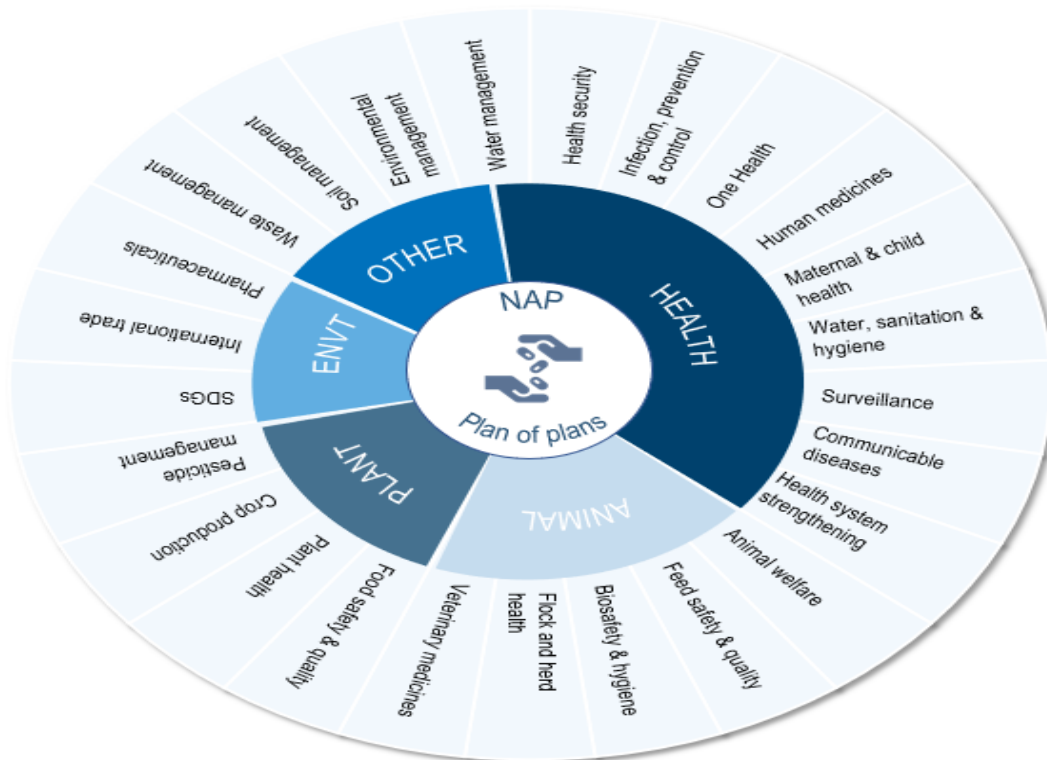 NAP
Plan of plans
HEALTH
ANIMAL
PLANT
ENVT
OTHER
Health security
Infection, prevention
& control
One Health
Human medicines
Maternal & child
health
Water, sanitation &
hygiene
Surveillance
Communicable
diseases
Health system
strengthening
Animal welfare
Feed safety & quality
Biosafety & hygiene
Flock and herd
health
Veterinary medicines
Food safety & quality
Plant health
Crop production
Pesticide
management
SDGs
International trade
Pharmaceuticals
Waste management
Soil management
Environmental
management
Water management